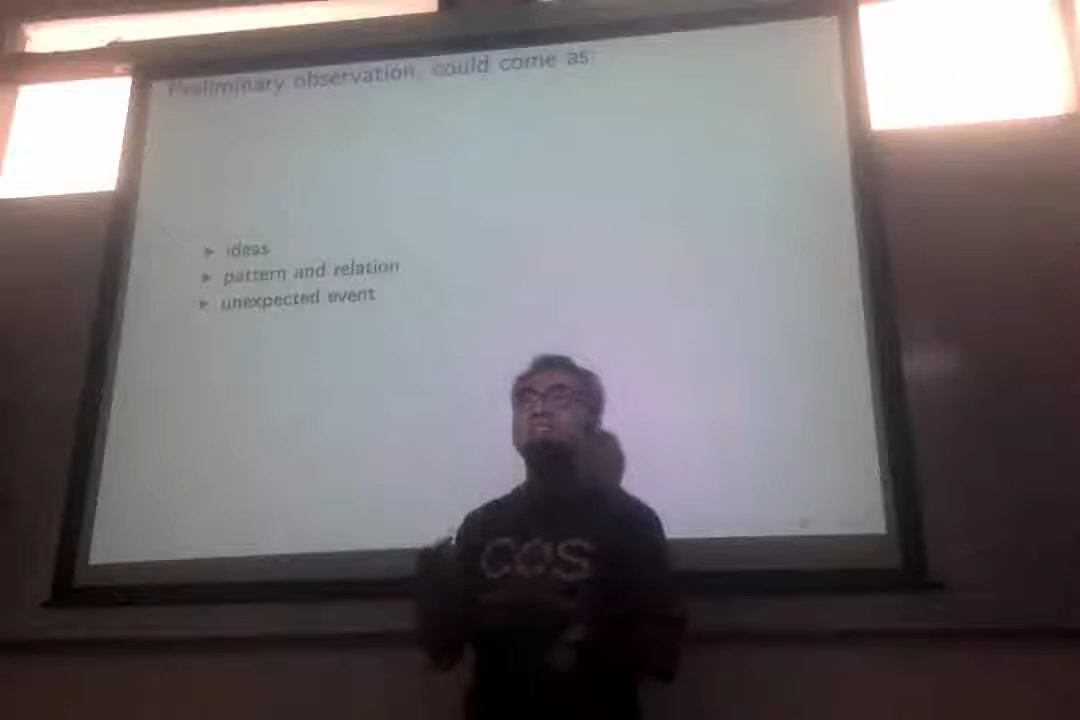 Preliminary observation, could come as:
► ideas
► pattern and relation
► unexpected event
COS